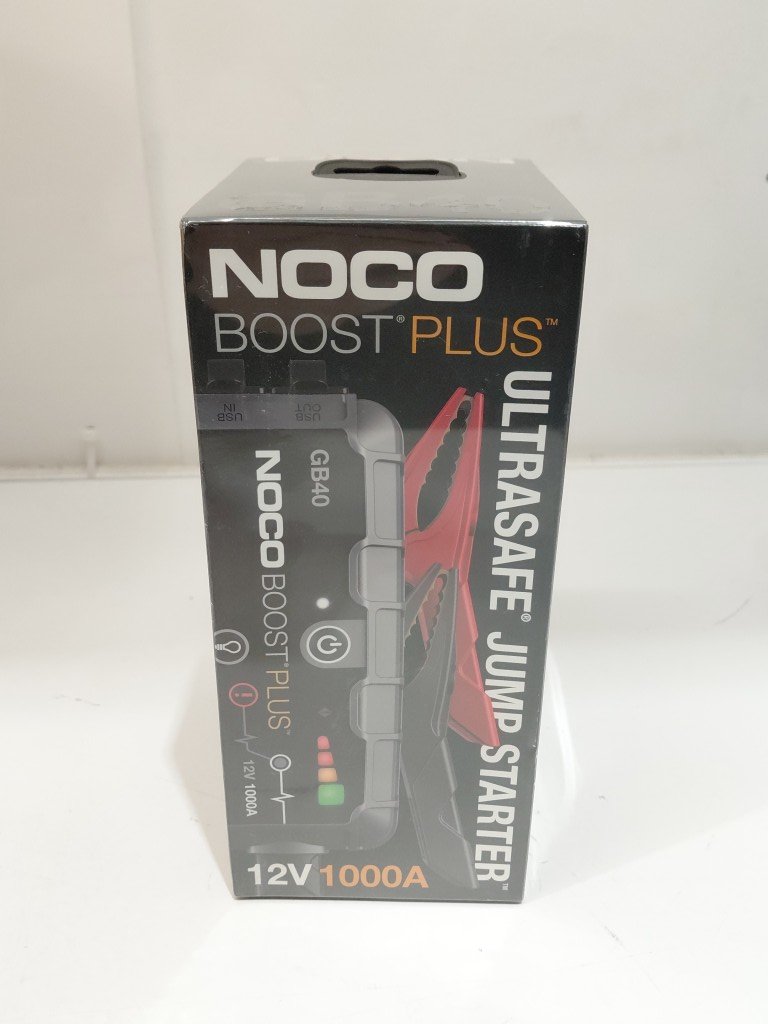 NOCO
BOOST® PLUS™
ULTRASAFE® JUMP STARTER™
USB IN
USB OUT
GB40
NOCO BOOST® PLUS™
12V 1000A
12V 1000A